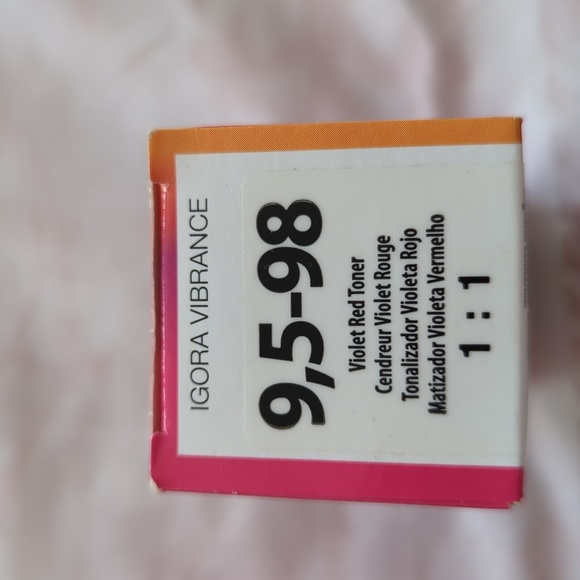 IGORA VIBRANCE
9,5-98
Violet Red Toner
Cendreur Violet Rouge
Tonalizador Violeta Rojo
Matizador Violeta Vermelho
1 : 1